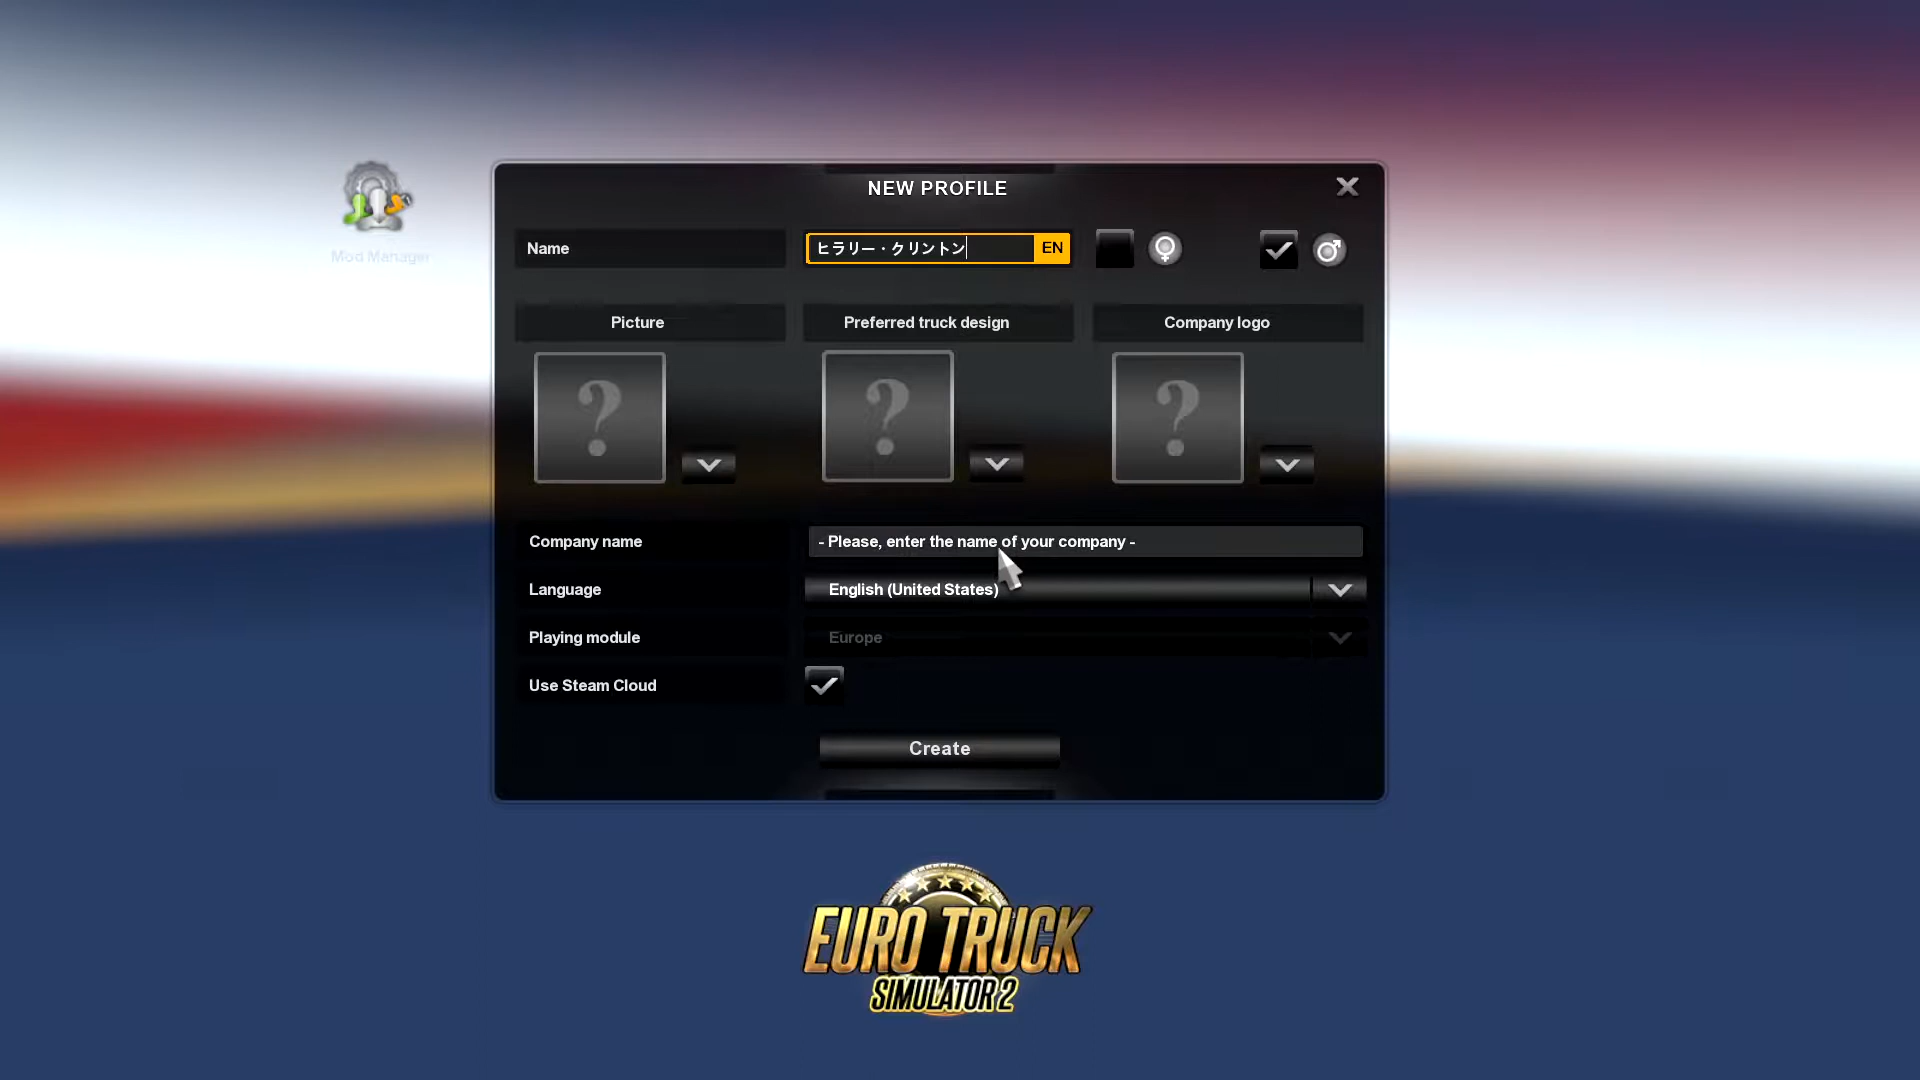 NEW PROFILE
Mod Manager
Name
ヒラリー・クリントン EN
Picture
Preferred truck design
Company logo
? ? ?
Company name
- Please, enter the name of your company -
Language
English (United States)
Playing module
Europe
Use Steam Cloud
Create
EURO TRUCK
SIMULATOR 2